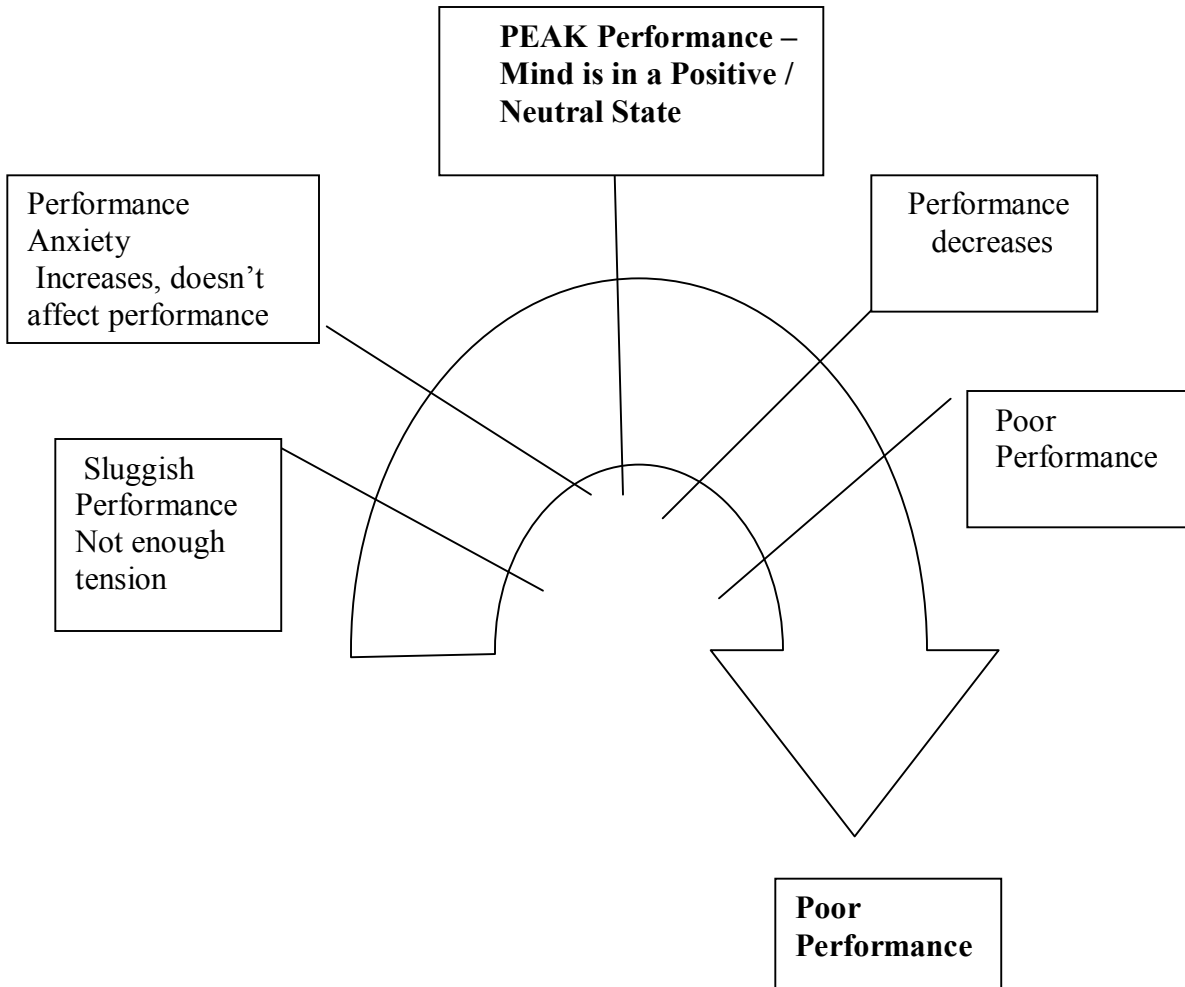 PEAK Performance –
Mind is in a Positive /
Neutral State
Performance
Anxiety
Increases, doesn’t
affect performance
Performance
decreases
Sluggish
Performance
Not enough
tension
Poor
Performance
Poor
Performance